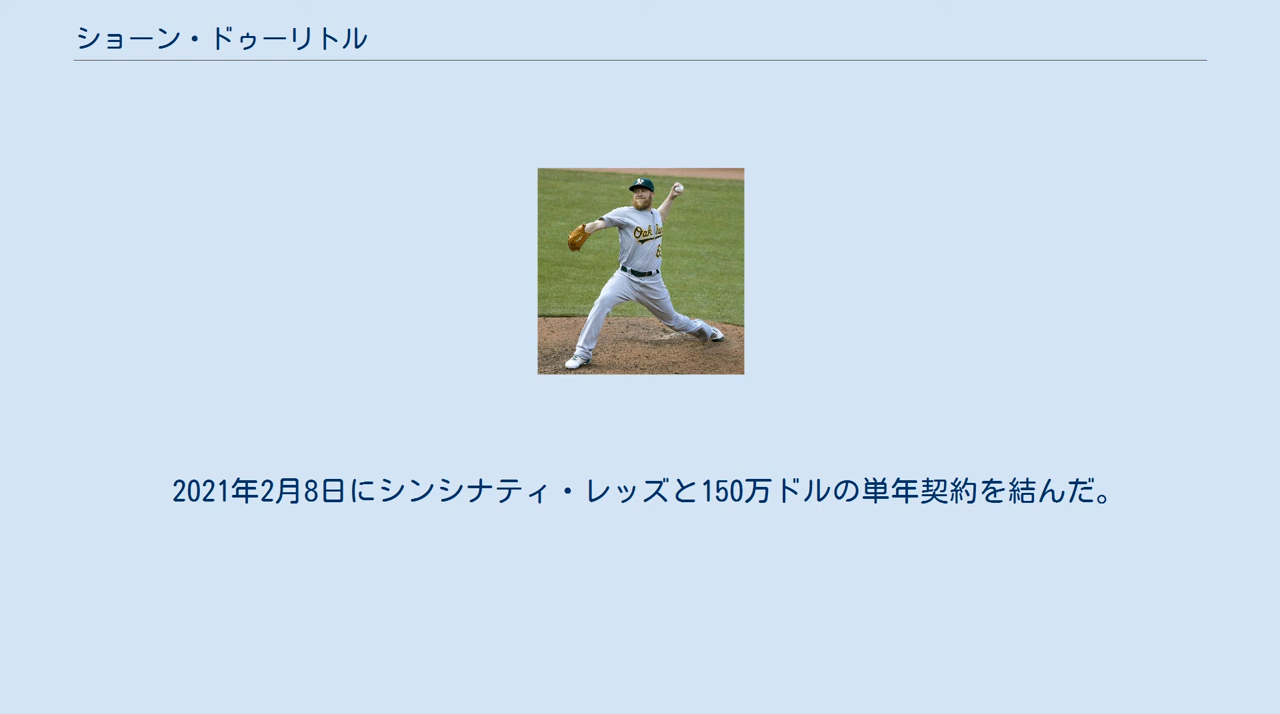 ショーン・ドゥーリトル
2021年2月8日にシンシナティ・レッズと150万ドルの単年契約を結んだ。